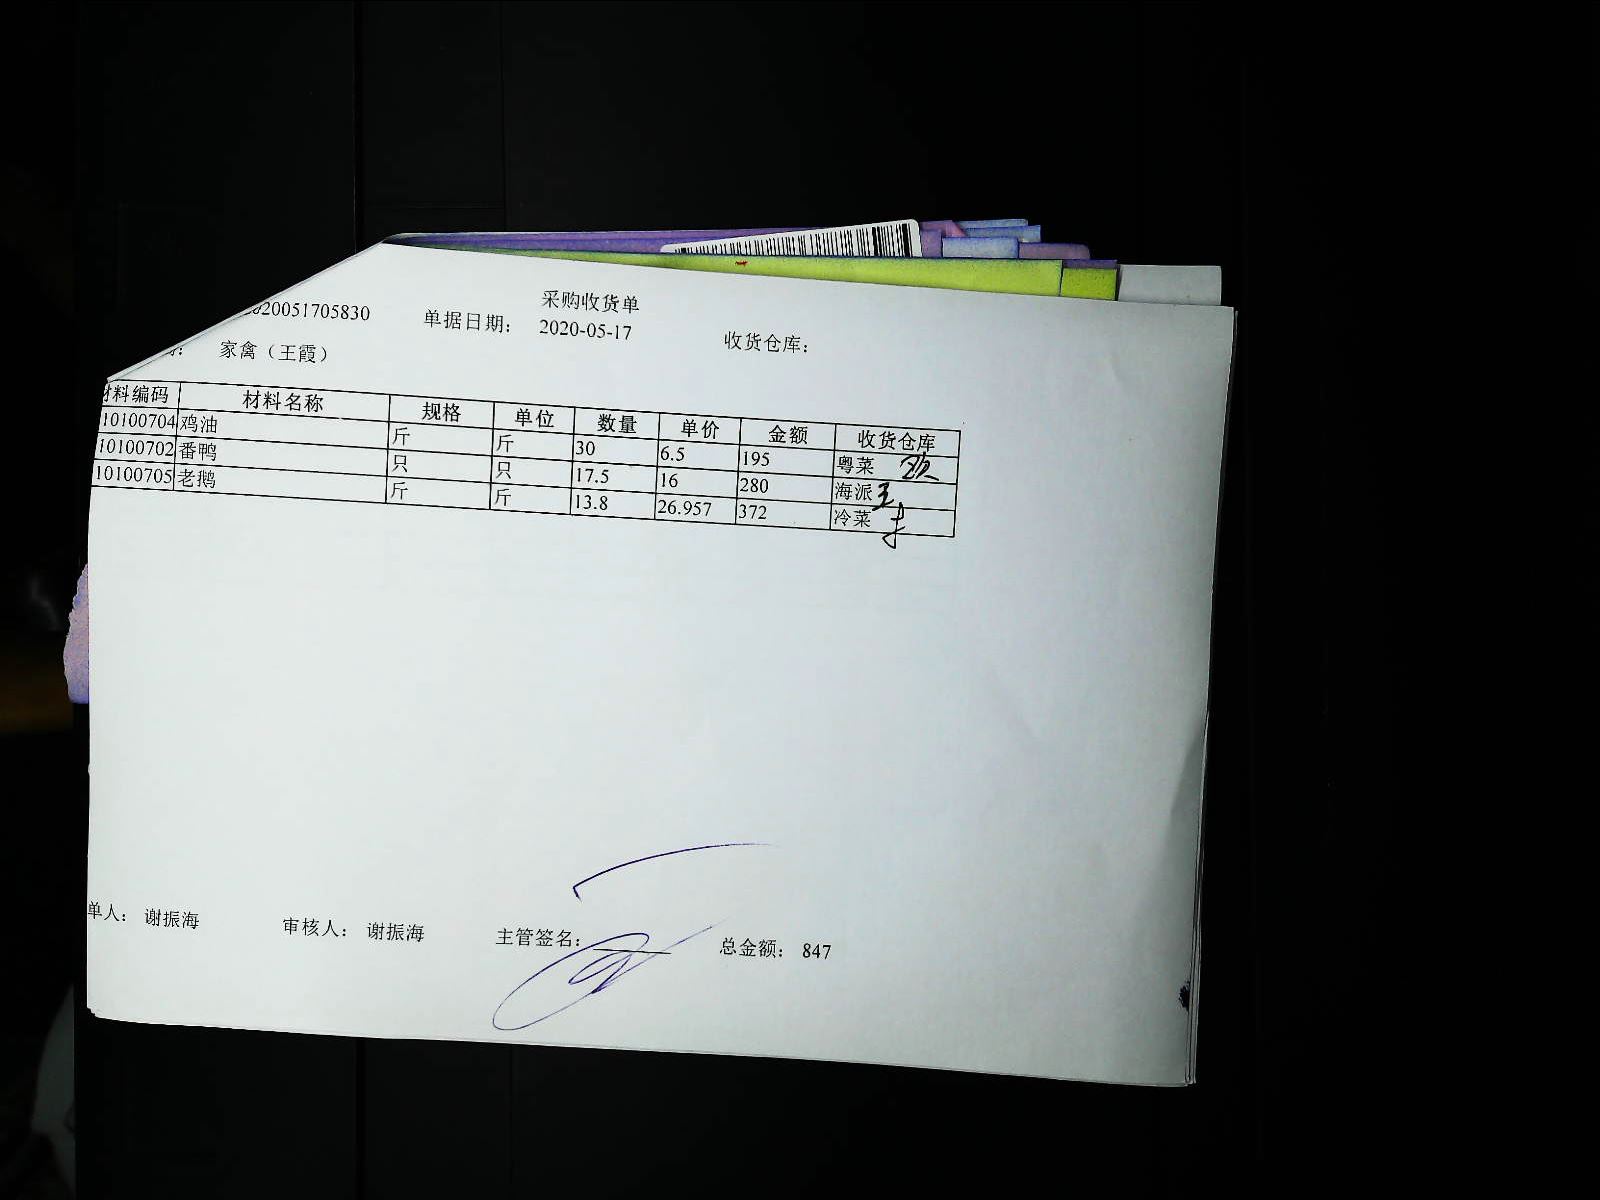 采购收货单
20051705830 单据日期： 2020-05-17 收货仓库：
家禽（王霞）
材料编码 材料名称 规格 单位 数量 单价 金额 收货仓库
10100704 鸡油 斤 斤 30 6.5 195 粤菜
10100702 番鸭 只 只 17.5 16 280 海派 王
10100705 老鹅 斤 斤 13.8 26.957 372 冷菜
单人： 谢振海 审核人： 谢振海 主管签名： 总金额： 847